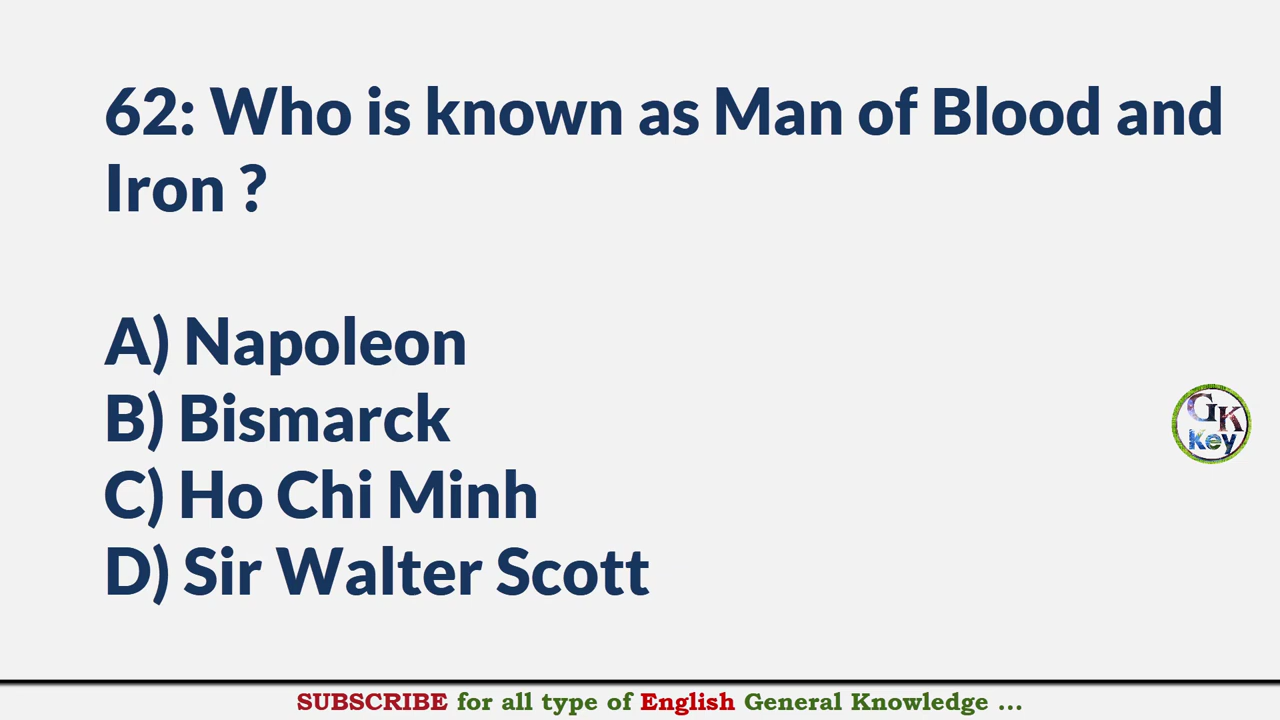 62: Who is known as Man of Blood and
Iron ?
A) Napoleon
B) Bismarck
C) Ho Chi Minh
D) Sir Walter Scott
GK
Key
SUBSCRIBE for all type of English General Knowledge ...